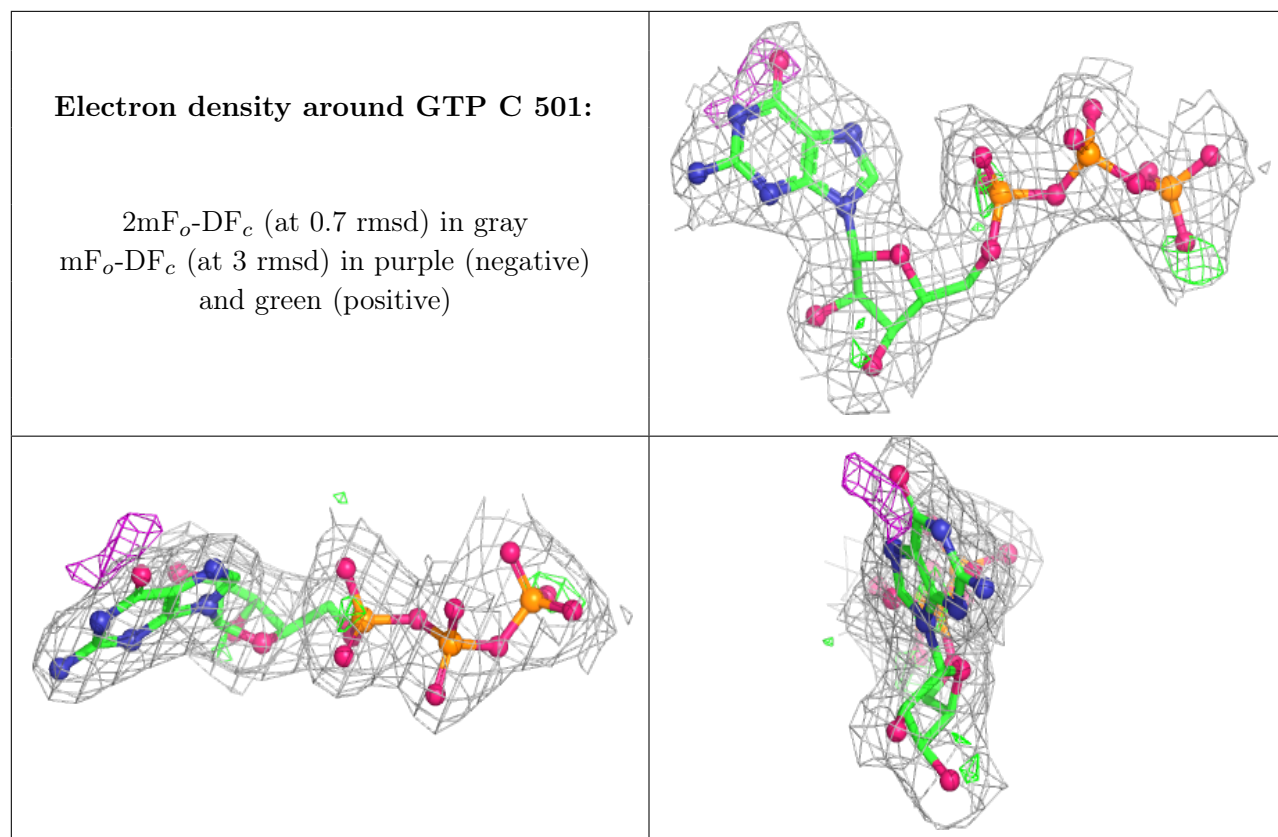 Electron density around GTP C 501:
2mFₒ-DF𝒸 (at 0.7 rmsd) in gray
mFₒ-DF𝒸 (at 3 rmsd) in purple (negative)
and green (positive)